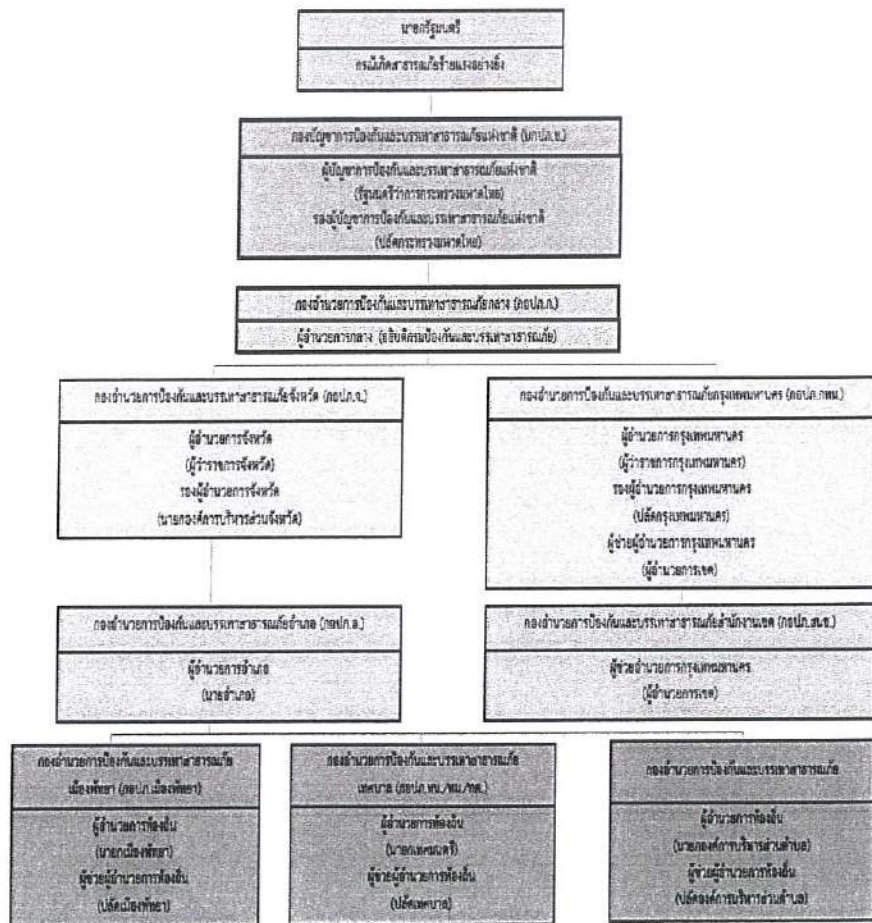 นายกรัฐมนตรี
กรณีเกิดสาธารณภัยร้ายแรงอย่างยิ่ง
กองบัญชาการป้องกันและบรรเทาสาธารณภัยแห่งชาติ (บกปภ.ช.)
ผู้บัญชาการป้องกันและบรรเทาสาธารณภัยแห่งชาติ
(รัฐมนตรีว่าการกระทรวงมหาดไทย)
รองผู้บัญชาการป้องกันและบรรเทาสาธารณภัยแห่งชาติ
(ปลัดกระทรวงมหาดไทย)
กองอำนวยการป้องกันและบรรเทาสาธารณภัยกลาง (กอปภ.ก.)
ผู้อำนวยการกลาง (อธิบดีกรมป้องกันและบรรเทาสาธารณภัย)
กองอำนวยการป้องกันและบรรเทาสาธารณภัยจังหวัด (กอปภ.จ.)
ผู้อำนวยการจังหวัด
(ผู้ว่าราชการจังหวัด)
รองผู้อำนวยการจังหวัด
(นายกองค์การบริหารส่วนจังหวัด)
กองอำนวยการป้องกันและบรรเทาสาธารณภัยกรุงเทพมหานคร (กอปภ.กทม.)
ผู้อำนวยการกรุงเทพมหานคร
(ผู้ว่าราชการกรุงเทพมหานคร)
รองผู้อำนวยการกรุงเทพมหานคร
(ปลัดกรุงเทพมหานคร)
ผู้ช่วยผู้อำนวยการกรุงเทพมหานคร
(ผู้อำนวยการเขต)
กองอำนวยการป้องกันและบรรเทาสาธารณภัยอำเภอ (กอปภ.อ.)
ผู้อำนวยการอำเภอ
(นายอำเภอ)
กองอำนวยการป้องกันและบรรเทาสาธารณภัยสำนักงานเขต (กอปภ.สนข.)
ผู้ช่วยอำนวยการกรุงเทพมหานคร
(ผู้อำนวยการเขต)
กองอำนวยการป้องกันและบรรเทาสาธารณภัย
เมืองพัทยา (กอปภ.เมืองพัทยา)
ผู้อำนวยการท้องถิ่น
(นายกเมืองพัทยา)
ผู้ช่วยผู้อำนวยการท้องถิ่น
(ปลัดเมืองพัทยา)
กองอำนวยการป้องกันและบรรเทาสาธารณภัย
เทศบาล (กอปภ.ทน./ทม./ทต.)
ผู้อำนวยการท้องถิ่น
(นายกเทศมนตรี)
ผู้ช่วยผู้อำนวยการท้องถิ่น
(ปลัดเทศบาล)
กองอำนวยการป้องกันและบรรเทาสาธารณภัย
ผู้อำนวยการท้องถิ่น
(นายกองค์การบริหารส่วนตำบล)
ผู้ช่วยผู้อำนวยการท้องถิ่น
(ปลัดองค์การบริหารส่วนตำบล)